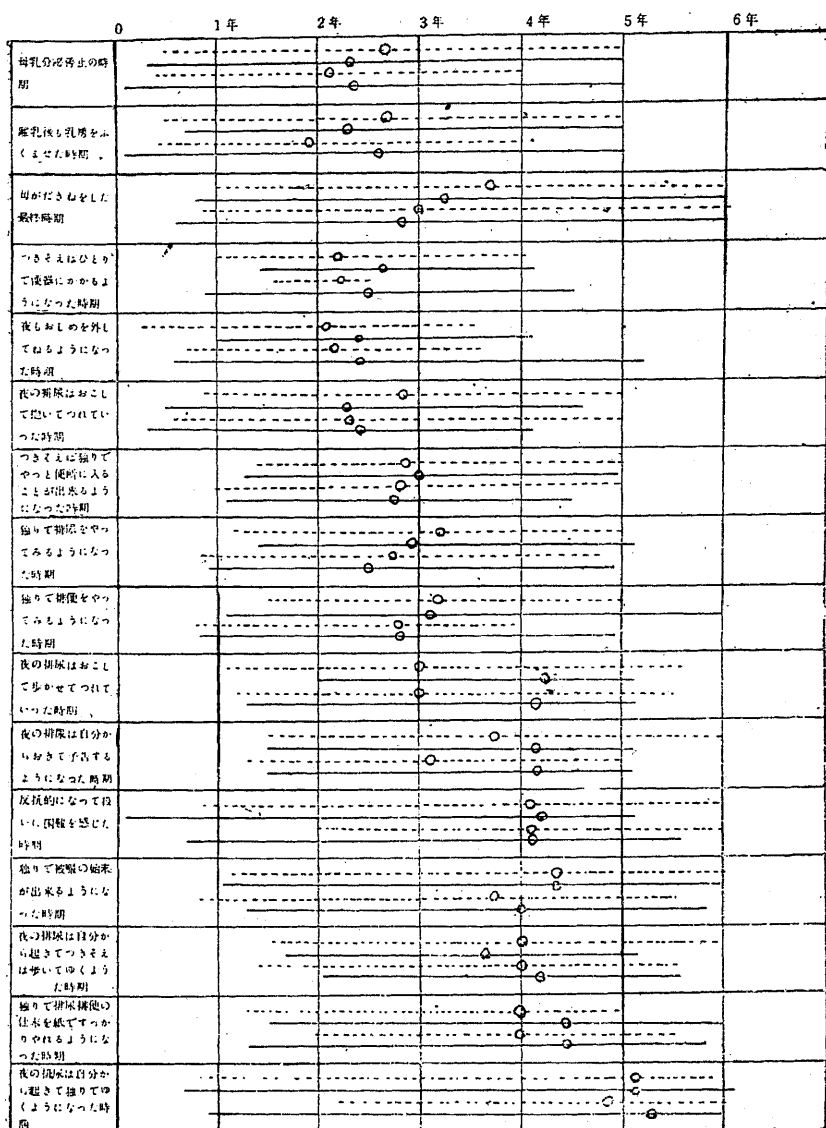 0 1年 2年 3年 4年 5年 6年
母乳分泌停止の時
期
離乳後も乳房をふ
くませた時期
母がだきねをした
最終時期
つきそえばひとり
で便器にかかるよ
うになった時期
夜もおしめを外し
てねるようになっ
た時期
夜の排尿はおこし
て抱いてつれてい
った時期
つきそえば独りで
やっと便所に入る
ことが出来るよう
になった時期
独りで排尿をやっ
てみるようになっ
た時期
独りで排便をやっ
てみるようになっ
た時期
夜の排尿はおこし
て歩かせてつれて
いった時期
夜の排尿は自分か
らおきて予告する
ようになった時期
反抗的になって扱
いに困難を感じた
時期
独りで被服の始末
が出来るようにな
った時期
夜の排尿は自分か
ら起きてつきそえ
ば歩いてゆくよう
た時期
独りで排尿排便の
仕末を紙ですっか
りやれるようにな
った時期
夜の排尿は自分か
ら起きて独りでゆ
くようになった時
期